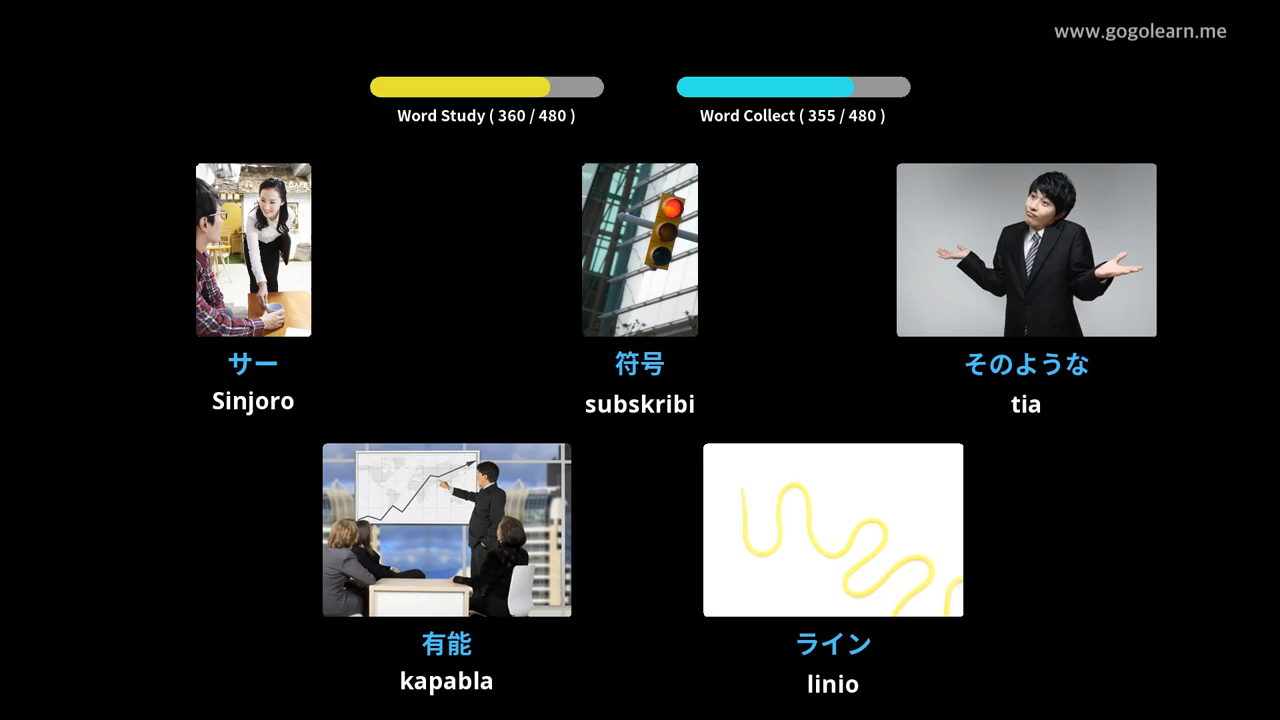 www.gogolearn.me
Word Study ( 360 / 480 )
Word Collect ( 355 / 480 )
サー
Sinjoro
符号
subskribi
そのような
tia
有能
kapabla
ライン
linio